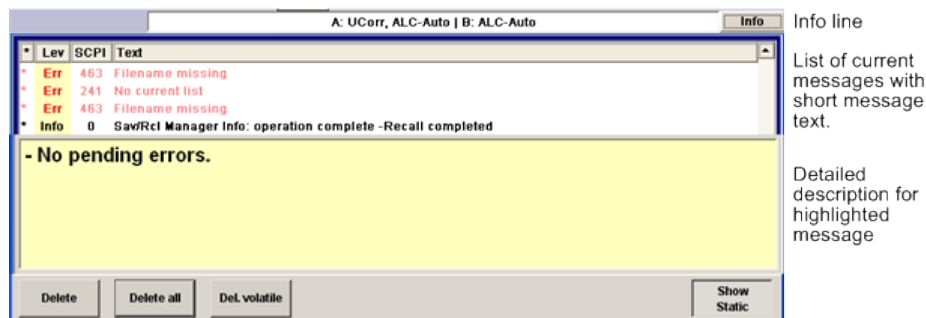 A: UCorr, ALC-Auto | B: ALC-Auto
Info
Info line
* Lev SCPI Text
* Err 463 Filename missing
* Err 241 No current list
* Err 463 Filename missing
* Info 0 Sav/Rcl Manager Info: operation complete -Recall completed
List of current
messages with
short message
text.
- No pending errors.
Detailed
description for
highlighted
message
Delete
Delete all
Del. volatile
Show
Static